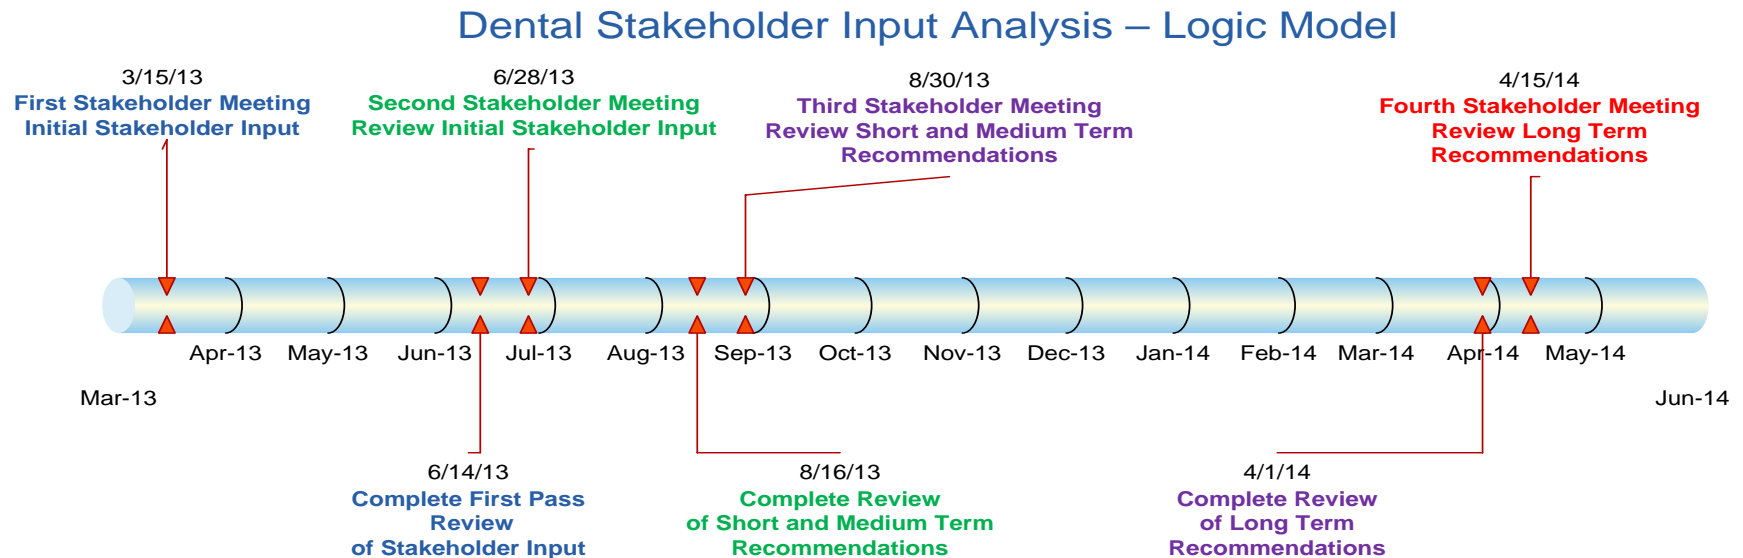 Dental Stakeholder Input Analysis – Logic Model
3/15/13
First Stakeholder Meeting
Initial Stakeholder Input
6/28/13
Second Stakeholder Meeting
Review Initial Stakeholder Input
8/30/13
Third Stakeholder Meeting
Review Short and Medium Term
Recommendations
4/15/14
Fourth Stakeholder Meeting
Review Long Term
Recommendations
Apr-13 May-13 Jun-13 Jul-13 Aug-13 Sep-13 Oct-13 Nov-13 Dec-13 Jan-14 Feb-14 Mar-14 Apr-14 May-14
Mar-13 Jun-14
6/14/13
Complete First Pass
Review
of Stakeholder Input
8/16/13
Complete Review
of Short and Medium Term
Recommendations
4/1/14
Complete Review
of Long Term
Recommendations